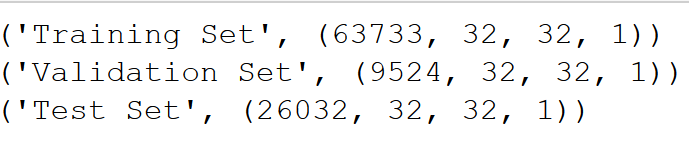 ('Training Set', (63733, 32, 32, 1))
('Validation Set', (9524, 32, 32, 1))
('Test Set', (26032, 32, 32, 1))